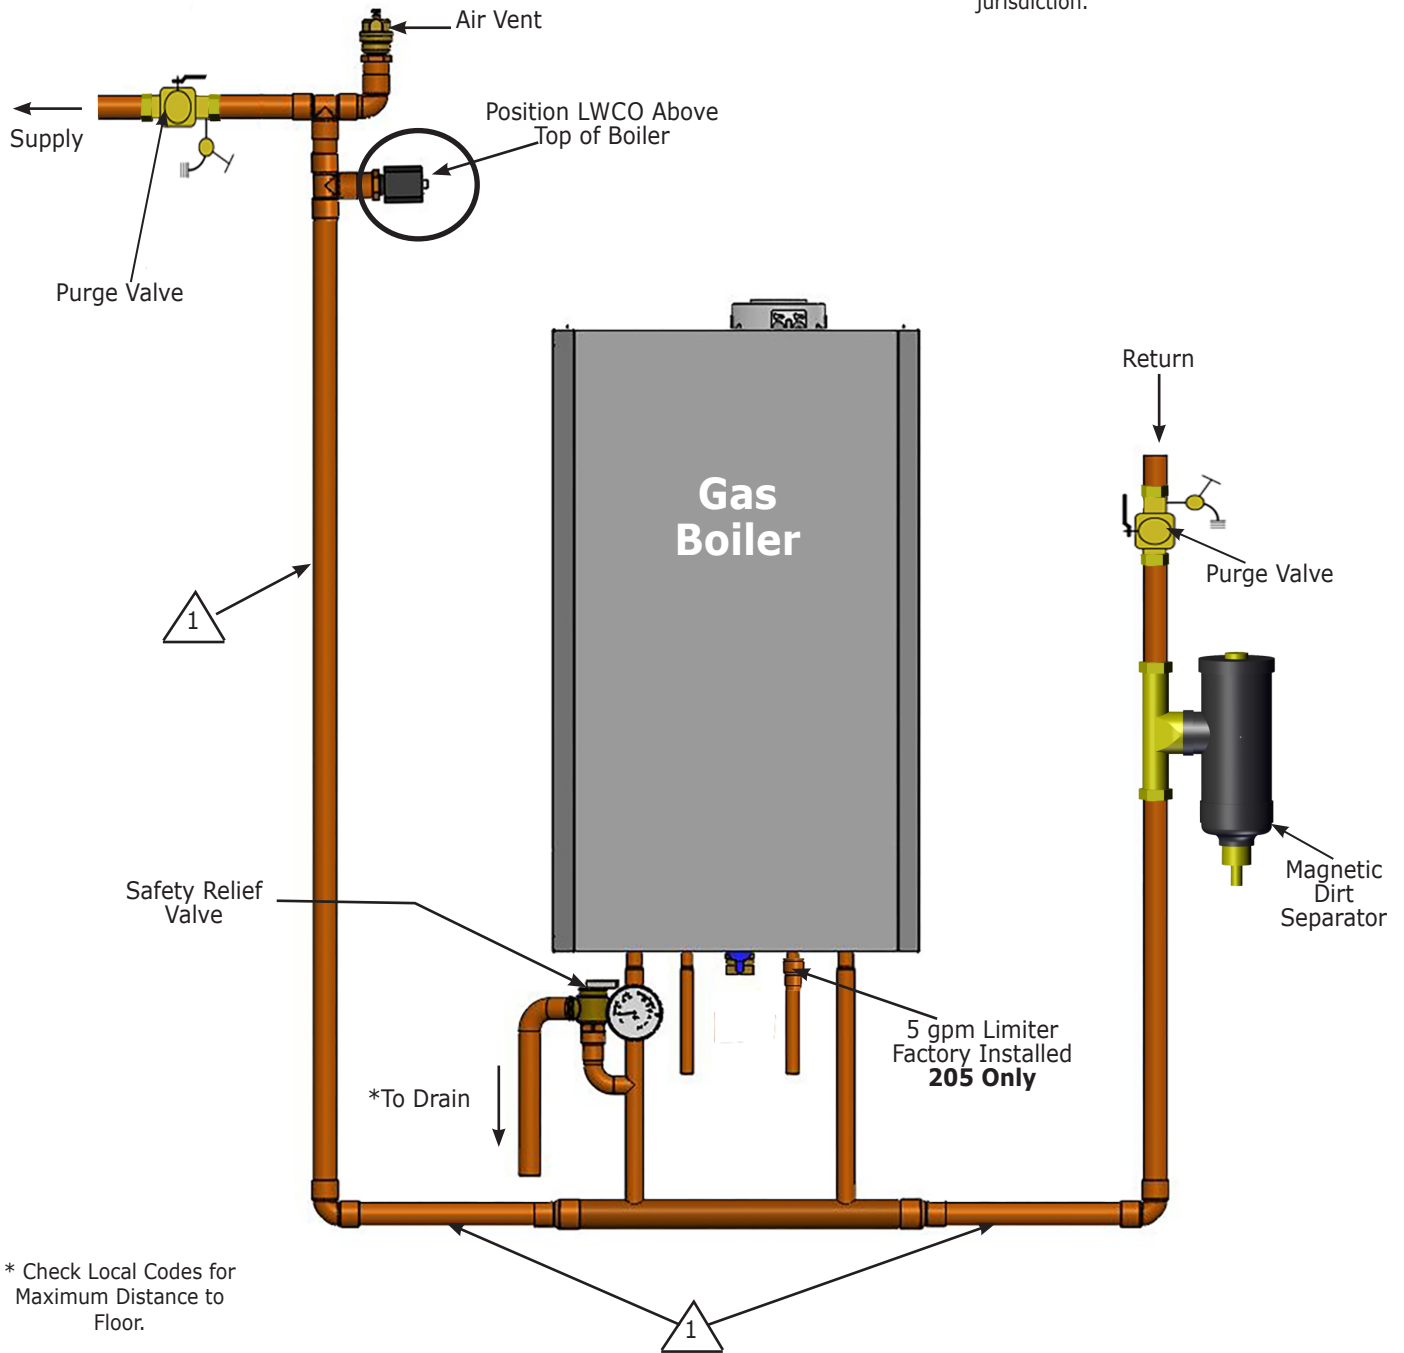 jurisdiction.
Air Vent
Supply
Position LWCO Above
Top of Boiler
Purge Valve
Return
Gas
Boiler
Purge Valve
1
Magnetic
Dirt
Separator
Safety Relief
Valve
5 gpm Limiter
Factory Installed
205 Only
*To Drain
* Check Local Codes for
Maximum Distance to
Floor.
1